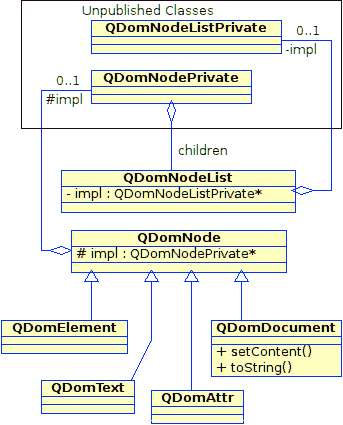 Unpublished Classes
QDomNodeListPrivate
0..1
-impl
QDomNodePrivate
0..1
#impl
children
QDomNodeList
- impl : QDomNodeListPrivate*
QDomNode
# impl : QDomNodePrivate*
QDomElement
QDomDocument
+ setContent()
+ toString()
QDomText
QDomAttr